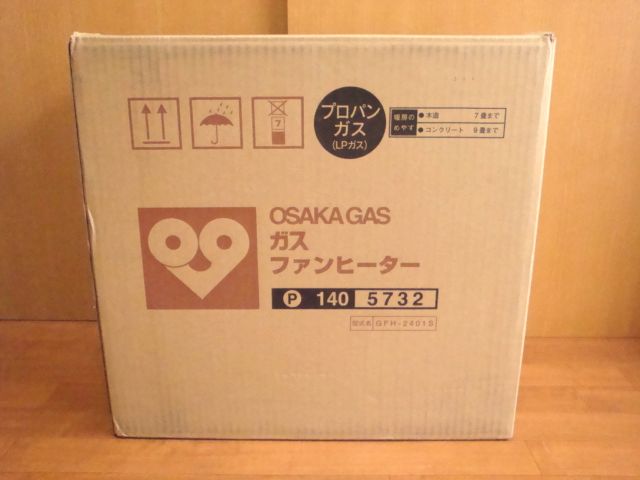 7
プロパン
ガス
(LPガス)
暖房の
めやす
●木造 7畳まで
●コンクリート 9畳まで
OSAKA GAS
ガス
ファンヒーター
P 140 5732
型式名 GFH-2401S